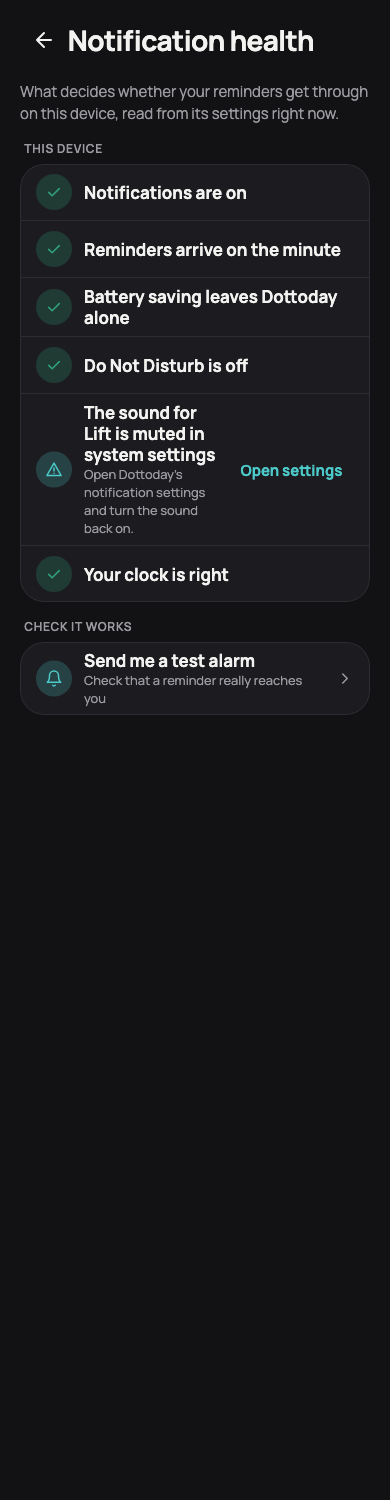 Notification health
What decides whether your reminders get through
on this device, read from its settings right now.
THIS DEVICE
Notifications are on
Reminders arrive on the minute
Battery saving leaves Dottoday
alone
Do Not Disturb is off
The sound for
Lift is muted in
system settings
Open Dottoday's
notification settings
and turn the sound
back on.
Open settings
Your clock is right
CHECK IT WORKS
Send me a test alarm
Check that a reminder really reaches
you